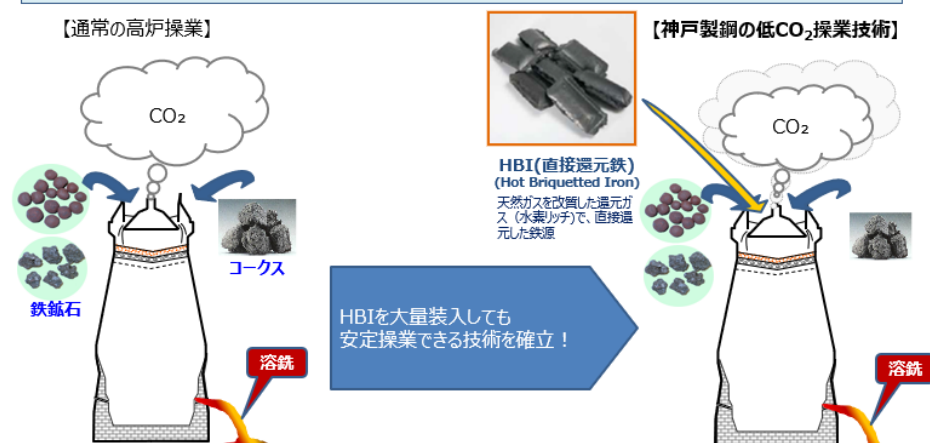 【通常の高炉操業】
CO₂
鉄鉱石
コークス
溶銑
HBI(直接還元鉄)
(Hot Briquetted Iron)
天然ガスを改質した還元ガ
ス（水素リッチ）で、直接還
元した鉄源
HBIを大量装入しても
安定操業できる技術を確立！
【神戸製鋼の低CO₂操業技術】
CO₂
溶銑